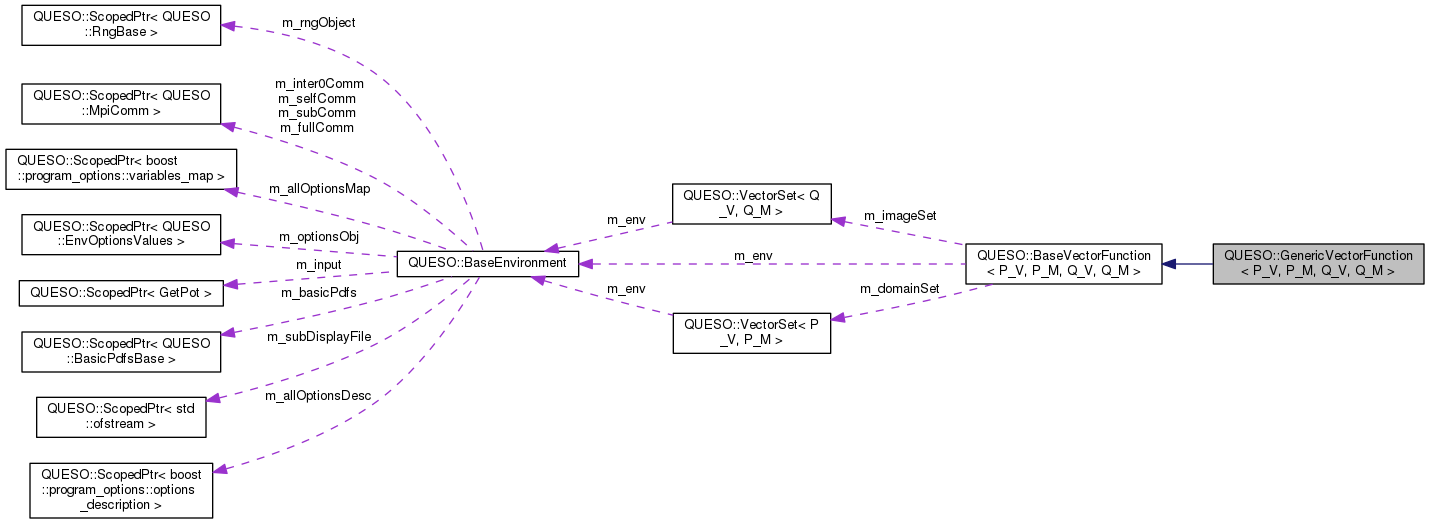 QUESO::ScopedPtr< QUESO
::RngBase >
m_rngObject
QUESO::ScopedPtr< QUESO
::MpiComm >
m_inter0Comm
m_selfComm
m_subComm
m_fullComm
QUESO::ScopedPtr< boost
::program_options::variables_map >
m_allOptionsMap
QUESO::ScopedPtr< QUESO
::EnvOptionsValues >
m_optionsObj
QUESO::ScopedPtr< GetPot >
m_input
QUESO::ScopedPtr< QUESO
::BasicPdfsBase >
m_basicPdfs
QUESO::ScopedPtr< std
::ofstream >
m_subDisplayFile
QUESO::ScopedPtr< boost
::program_options::options
_description >
m_allOptionsDesc
QUESO::BaseEnvironment
m_env
m_env
m_env
QUESO::VectorSet< Q
_V, Q_M >
QUESO::VectorSet< P
_V, P_M >
m_imageSet
m_domainSet
QUESO::BaseVectorFunction
< P_V, P_M, Q_V, Q_M >
QUESO::GenericVectorFunction
< P_V, P_M, Q_V, Q_M >